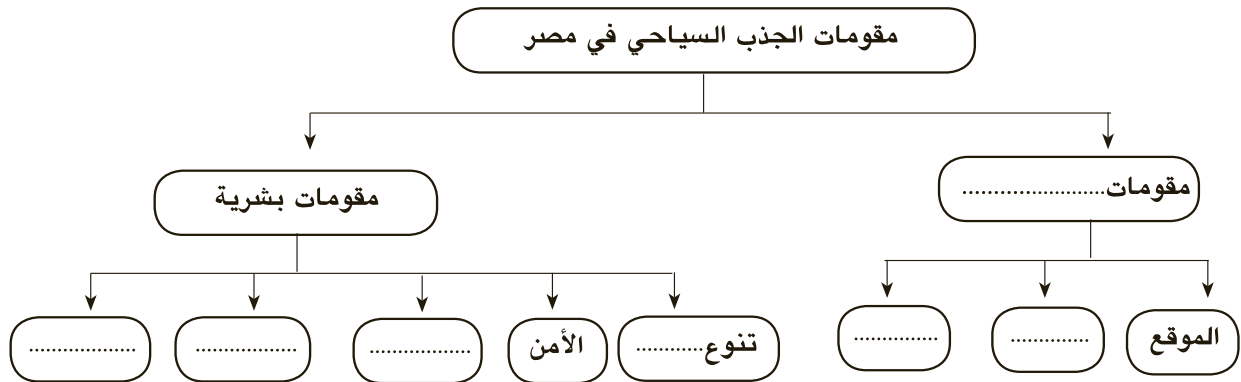 مقومات الجذب السياحي في مصر
مقومات........................
مقومات بشرية
الموقع
..............
...............
تنوع............
الأمن
..................
..................
...................